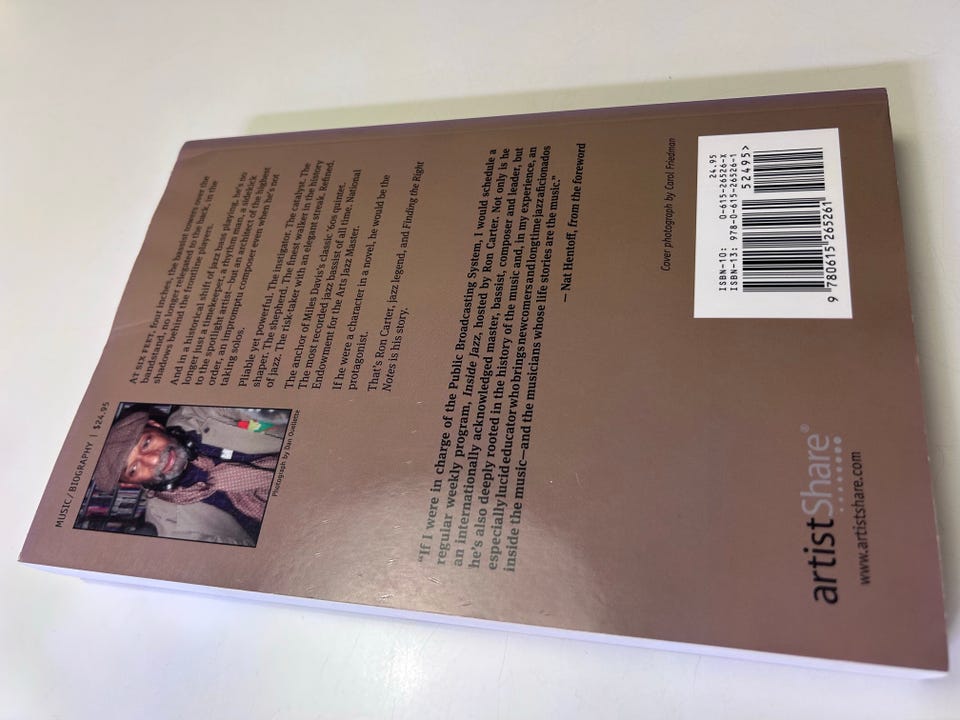 MUSIC/BIOGRAPHY | $24.95
Photograph by Dan Ouellette
AT SIX FEET, four inches, the bassist towers over the
bandstand, no longer relegated to the back, in the
shadows behind the frontline players.
And in a historical shift of jazz bass playing, he's no
longer just a timekeeper, a rhythm man, a sidekick
to the spotlight artist—but an architect of the highest
order, an impromptu composer even when he's not
taking solos.
Pliable yet powerful. The instigator. The catalyst. The
shaper. The shepherd. The finest walker in the history
of jazz. The risk-taker with an elegant streak. Refined.
The anchor of Miles Davis's classic '60s quintet.
The most recorded jazz bassist of all time. National
Endowment for the Arts Jazz Master.
If he were a character in a novel, he would be the
protagonist.
That's Ron Carter, jazz legend, and Finding the Right
Notes is his story.
"If I were in charge of the Public Broadcasting System, I would schedule a
regular weekly program, Inside Jazz, hosted by Ron Carter. Not only is he
an internationally acknowledged master, bassist, composer and leader, but
he's also deeply rooted in the history of the music and, in my experience, an
especially lucid educator who brings newcomers and longtime jazz aficionados
inside the music—and the musicians whose life stories are the music."
— Nat Hentoff, from the foreword
Cover photograph by Carol Friedman
artistShare®
www.artistshare.com
24.95
ISBN-10: 0-615-26526-X
ISBN-13: 978-0-615-26526-1
52495>
9 780615 265261